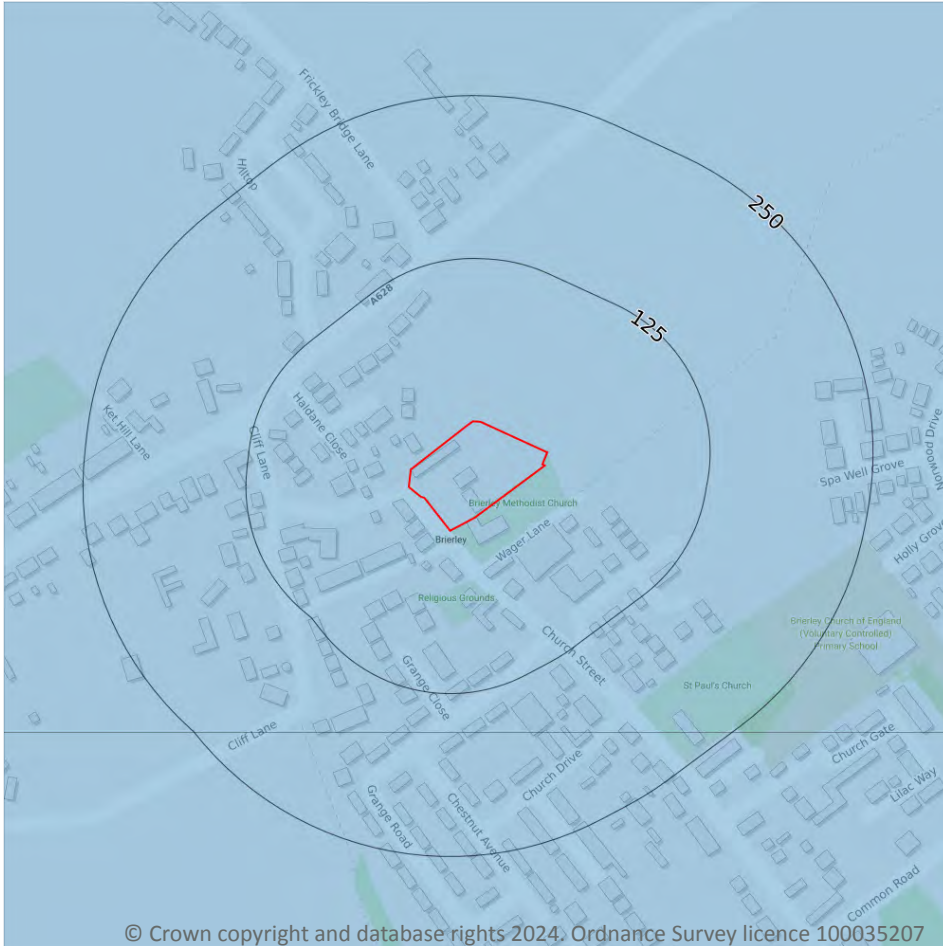 Frickley Bridge Lane
Hilltop
250
A628
125
Ket Hill Lane
Haldane Close
Cliff Lane
Spa Well Grove
Norwood Drive
Brierley Methodist Church
Wager Lane
Brierley
Holly Grov
Religious Grounds
Brierley Church of England
(Voluntary Controlled)
Primary School
Church Street
Grange Close
St Paul's Church
Cliff Lane
Church Gate
Church Drive
Lilac Way
Grange Road
Chestnut Avenue
Common Road
© Crown copyright and database rights 2024. Ordnance Survey licence 100035207